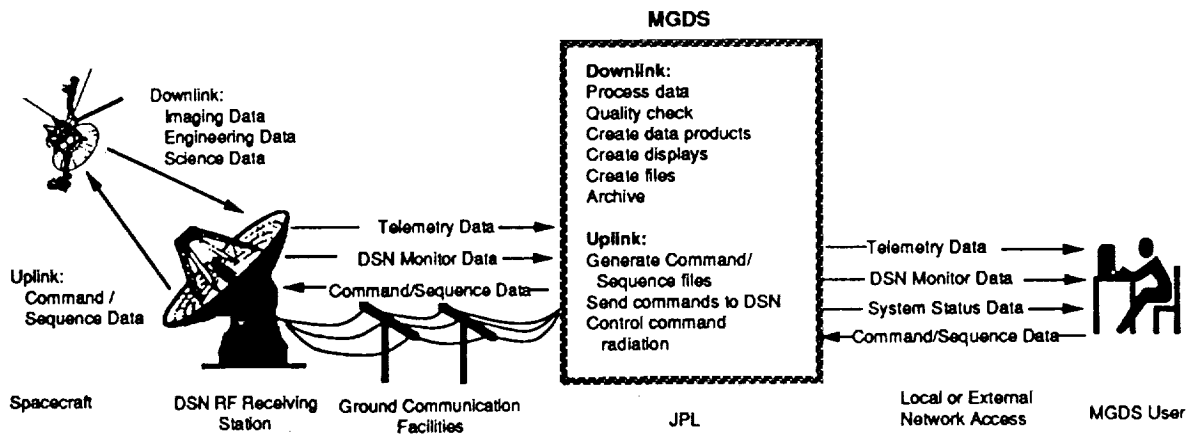 MGDS
Downlink:
Imaging Data
Engineering Data
Science Data
Uplink:
Command /
Sequence Data
Telemetry Data
DSN Monitor Data
Command/Sequence Data
Downlink:
Process data
Quality check
Create data products
Create displays
Create files
Archive
Uplink:
Generate Command/
Sequence files
Send commands to DSN
Control command
radiation
Telemetry Data
DSN Monitor Data
System Status Data
Command/Sequence Data
Spacecraft
DSN RF Receiving
Station
Ground Communication
Facilities
JPL
Local or External
Network Access
MGDS User